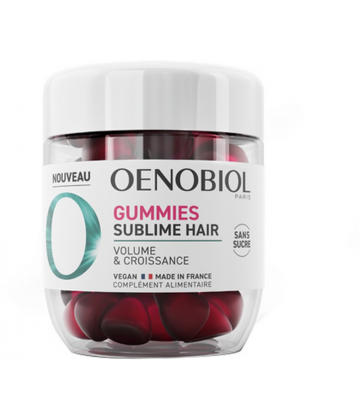 NOUVEAU
OENOBIOL
PARIS
GUMMIES
SUBLIME HAIR
SANS
SUCRE
VOLUME
& CROISSANCE
VEGAN MADE IN FRANCE
COMPLÉMENT ALIMENTAIRE